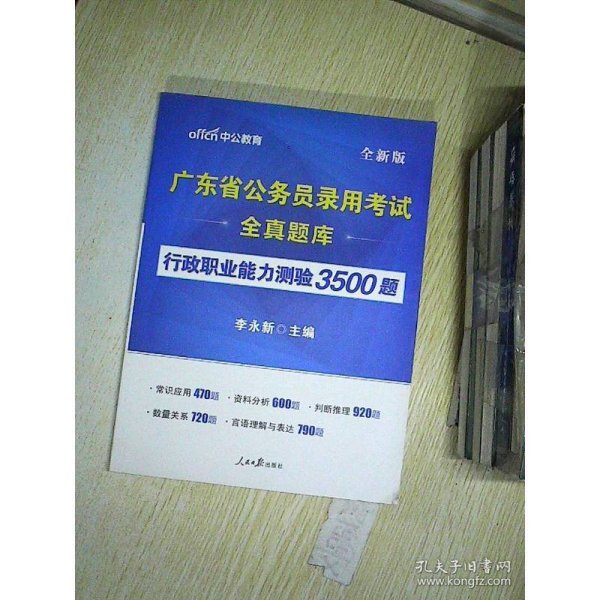 offcn中公教育
全新版
广东省公务员录用考试
全真题库
行政职业能力测验3500题
李永新◎主编
·常识应用470题 ·资料分析600题 ·判断推理920题
·数量关系720题 ·言语理解与表达790题
人民日报出版社
孔夫子旧书网
www.kongfz.com